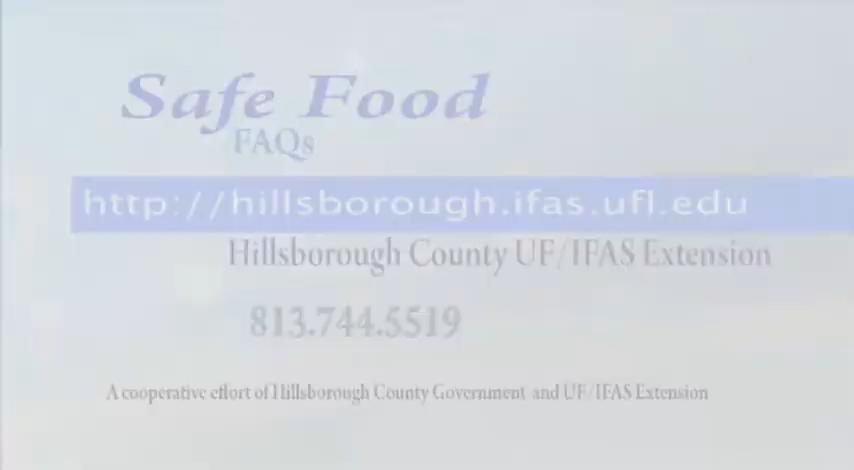 Safe Food
FAQs
http://hillsborough.ifas.ufl.edu
Hillsborough County UF/IFAS Extension
813.744.5519
A cooperative effort of Hillsborough County Government and UF/IFAS Extension